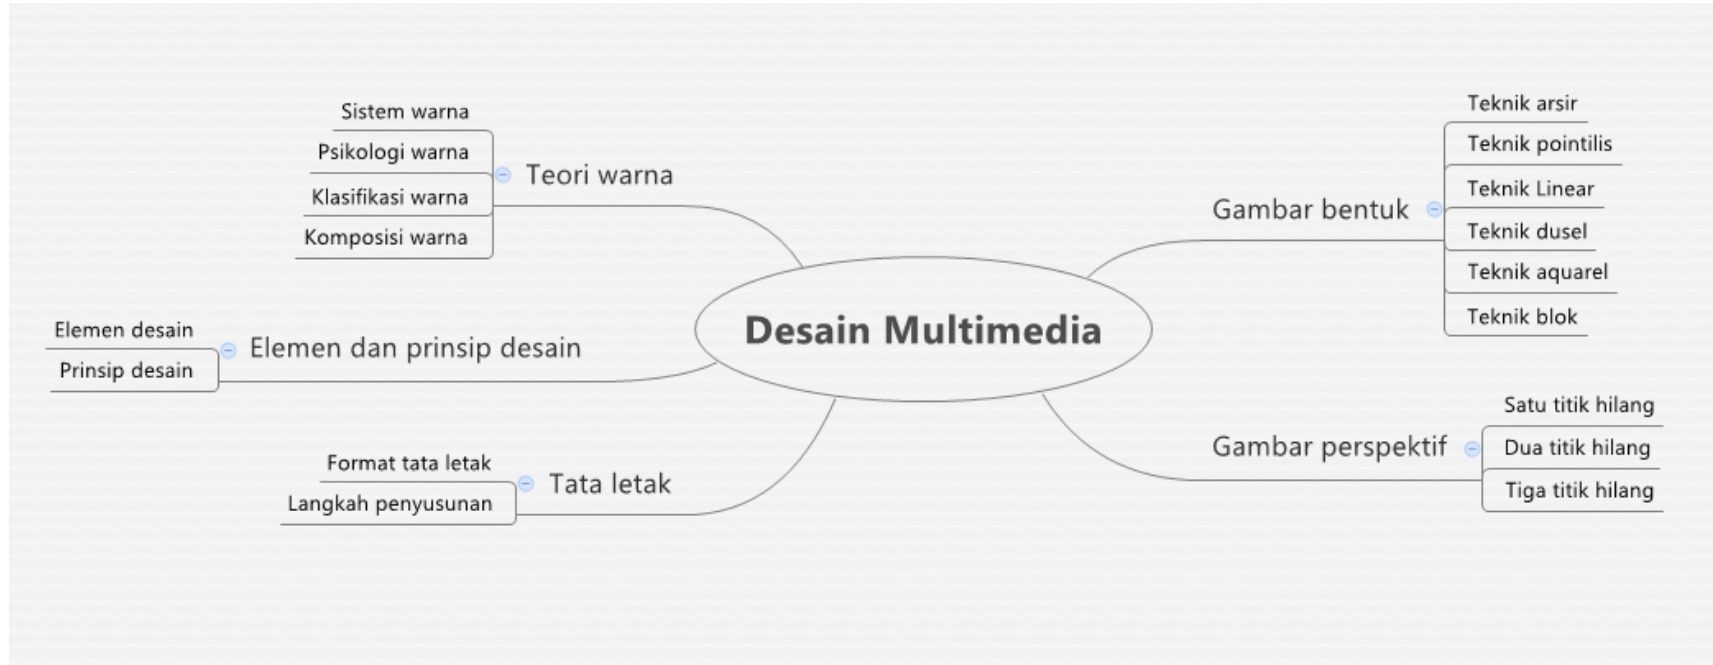 Desain Multimedia
Teori warna
Sistem warna
Psikologi warna
Klasifikasi warna
Komposisi warna
Elemen dan prinsip desain
Elemen desain
Prinsip desain
Tata letak
Format tata letak
Langkah penyusunan
Gambar bentuk
Teknik arsir
Teknik pointilis
Teknik Linear
Teknik dusel
Teknik aquarel
Teknik blok
Gambar perspektif
Satu titik hilang
Dua titik hilang
Tiga titik hilang